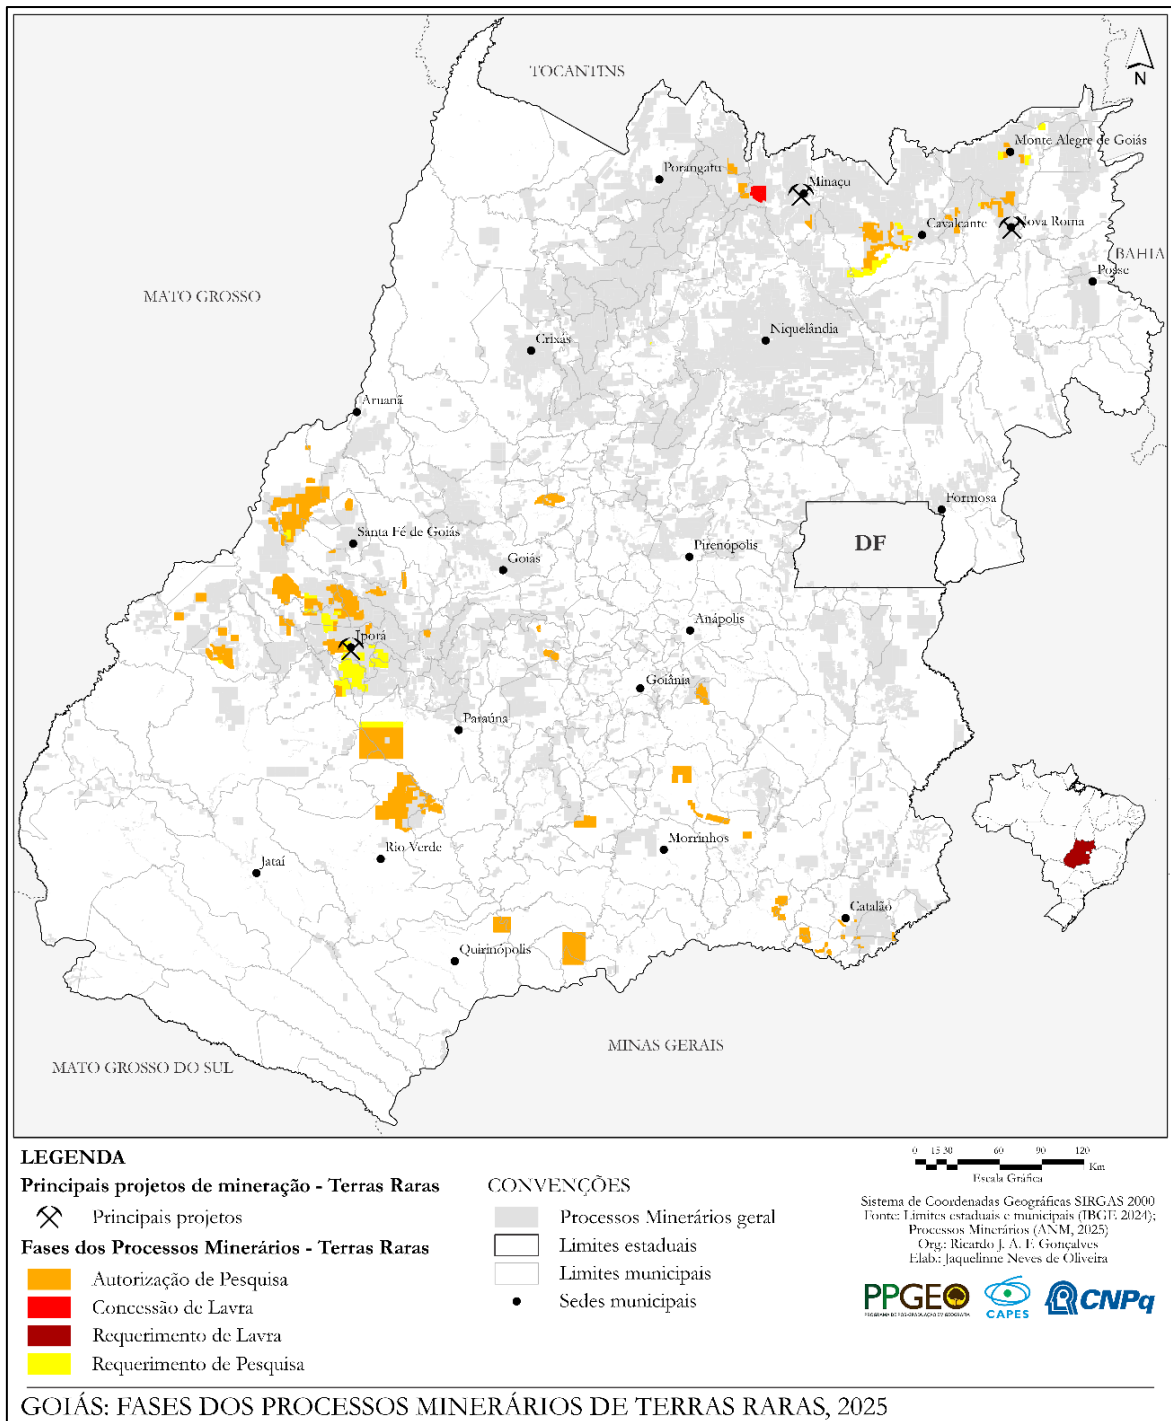 TOCANTINS
N
Monte Alegre de Goiás
Porangatu
Minaçu
Cavalcante
Nova Roma
BAHIA
Posse
MATO GROSSO
Niquelândia
Crixás
Aruanã
Formosa
Santa Fé de Goiás
DF
Pirenópolis
Goiás
Anápolis
Iporá
Goiânia
Paraúna
Morrinhos
Rio Verde
Jataí
Catalão
Quirinópolis
MINAS GERAIS
MATO GROSSO DO SUL
LEGENDA
Principais projetos de mineração - Terras Raras
Principais projetos
Fases dos Processos Minerários - Terras Raras
Autorização de Pesquisa
Concessão de Lavra
Requerimento de Lavra
Requerimento de Pesquisa
CONVENÇÕES
Processos Minerários geral
Limites estaduais
Limites municipais
Sedes municipais
0 15 30 60 90 120
Km
Escala Gráfica
Sistema de Coordenadas Geográficas SIRGAS 2000
Fonte: Limites estaduais e municipais (IBGE 2024);
Processos Minerários (ANM, 2025)
Org.: Ricardo J. A. F. Gonçalves
Elab.: Jaquelinne Neves de Oliveira
PPGEO
PROGRAMA DE PÓS-GRADUAÇÃO EM GEOGRAFIA
CAPES
CNPq
GOIÁS: FASES DOS PROCESSOS MINERÁRIOS DE TERRAS RARAS, 2025